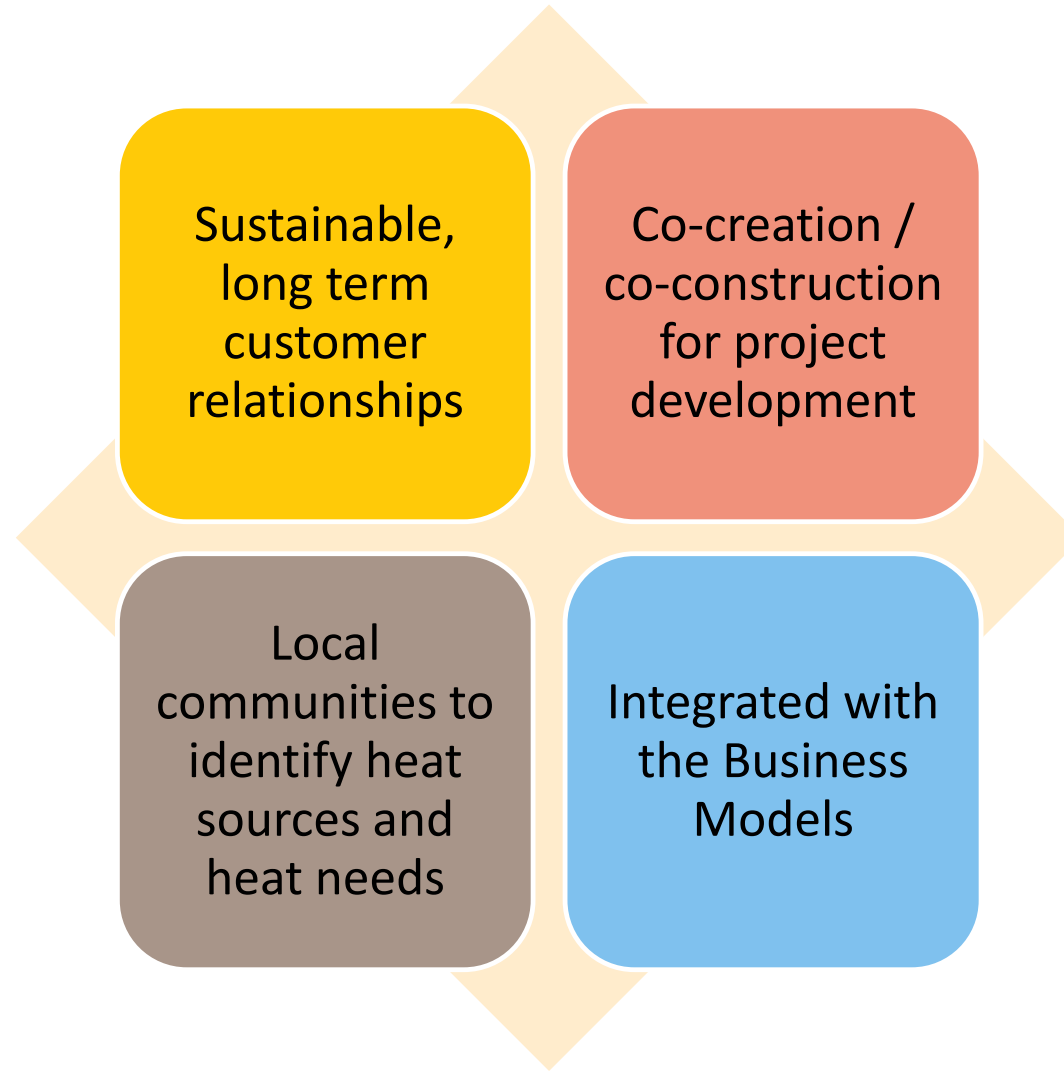 Sustainable,
long term
customer
relationships
Co-creation /
co-construction
for project
development
Local
communities to
identify heat
sources and
heat needs
Integrated with
the Business
Models